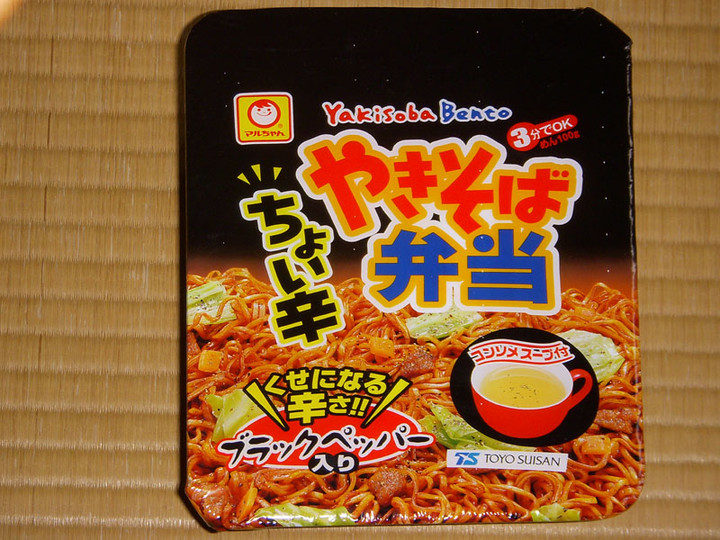 マルちゃん
Yakisoba Bento
3分でOK
めん100g
やきそば
弁当
ちょい辛
コンソメスープ付
くせになる
辛さ!!
ブラックペッパー
入り
TS TOYO SUISAN